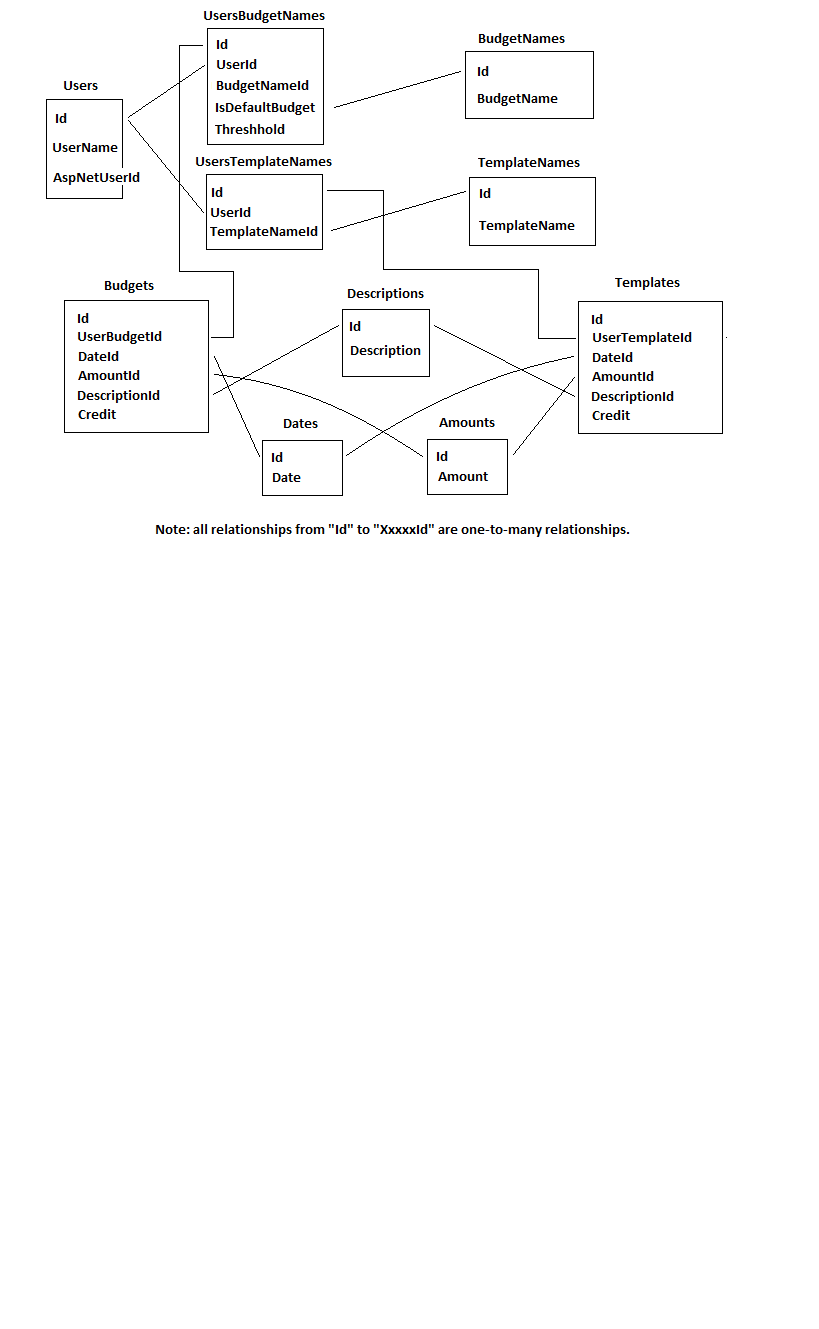 UsersBudgetNames
Id
UserId
BudgetNameId
IsDefaultBudget
Threshhold
BudgetNames
Id
BudgetName
Users
Id
UserName
AspNetUserId
UsersTemplateNames
Id
UserId
TemplateNameId
TemplateNames
Id
TemplateName
Budgets
Id
UserBudgetId
DateId
AmountId
DescriptionId
Credit
Descriptions
Id
Description
Templates
Id
UserTemplateId
DateId
AmountId
DescriptionId
Credit
Dates
Id
Date
Amounts
Id
Amount
Note: all relationships from "Id" to "XxxxxId" are one-to-many relationships.